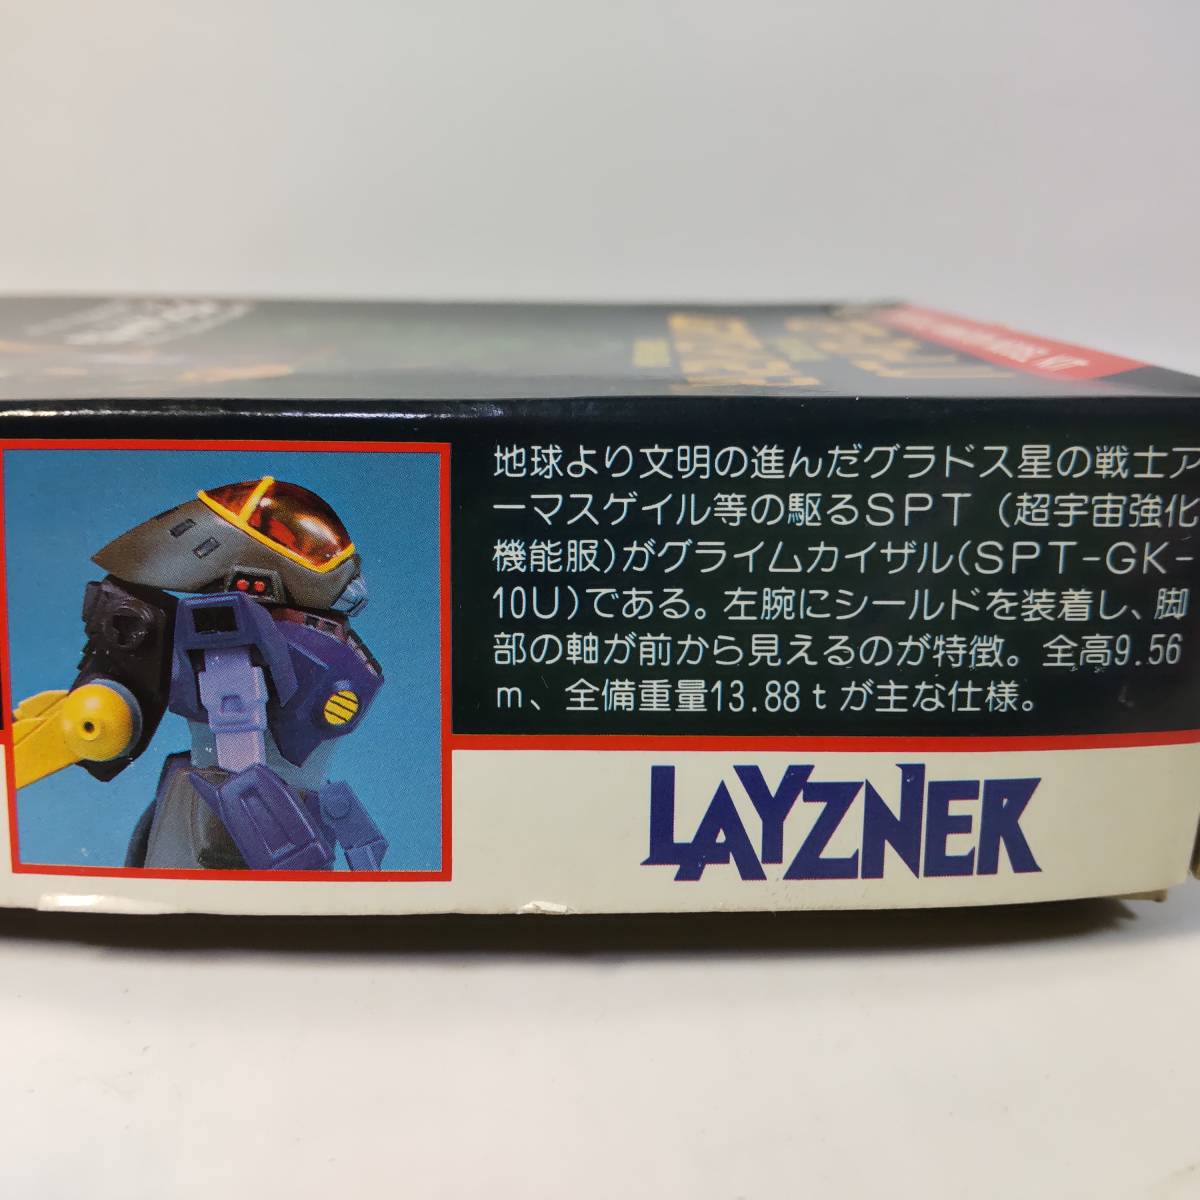 地球より文明の進んだグラドス星の戦士ア
ーマスゲイル等の駆るSPT (超宇宙強化
機能服)がグライムカイザル(SPT-GK-
10U)である。左腕にシールドを装着し、脚
部の軸が前から見えるのが特徴。全高9.56
m、全備重量13.88tが主な仕様。
LAYZNER